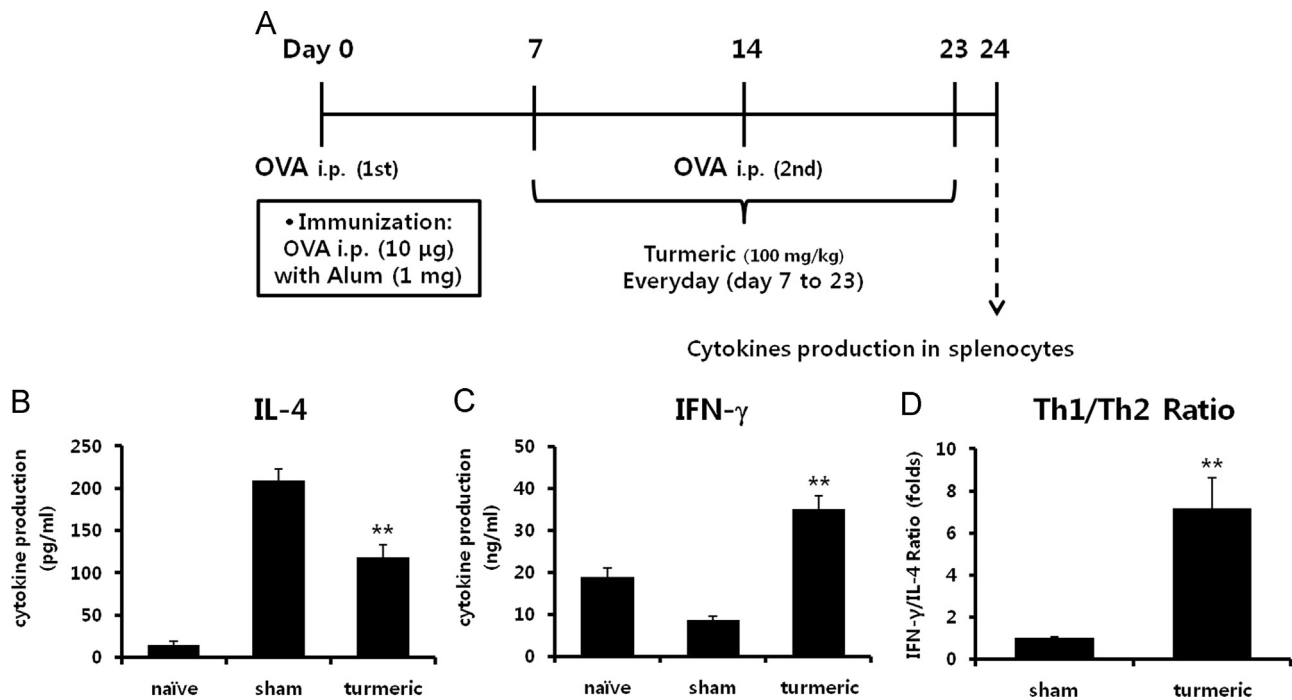 A
Day 0 7 14 23 24
OVA i.p. (1st) OVA i.p. (2nd)
• Immunization:
OVA i.p. (10 μg)
with Alum (1 mg)
Turmeric (100 mg/kg)
Everyday (day 7 to 23)
Cytokines production in splenocytes
B
IL-4
cytokine production
(pg/ml)
250
200
150
100
50
0
**
naïve sham turmeric
C
IFN-γ
cytokine production
(ng/ml)
50
40
30
20
10
0
**
naïve sham turmeric
D
Th1/Th2 Ratio
IFN-γ/IL-4 Ratio (folds)
10
8
6
4
2
0
**
sham turmeric